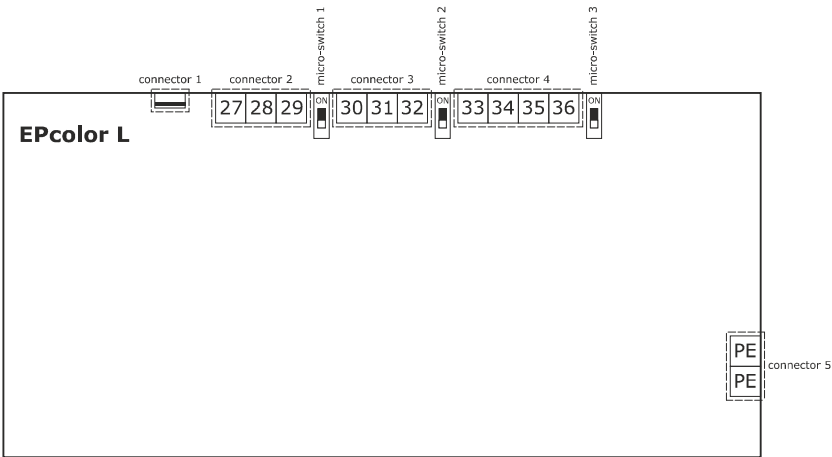 micro-switch 1
micro-switch 2
micro-switch 3
connector 1
connector 2
connector 3
connector 4
27 28 29
ON
30 31 32
ON
33 34 35 36
ON
EPcolor L
PE
connector 5
PE